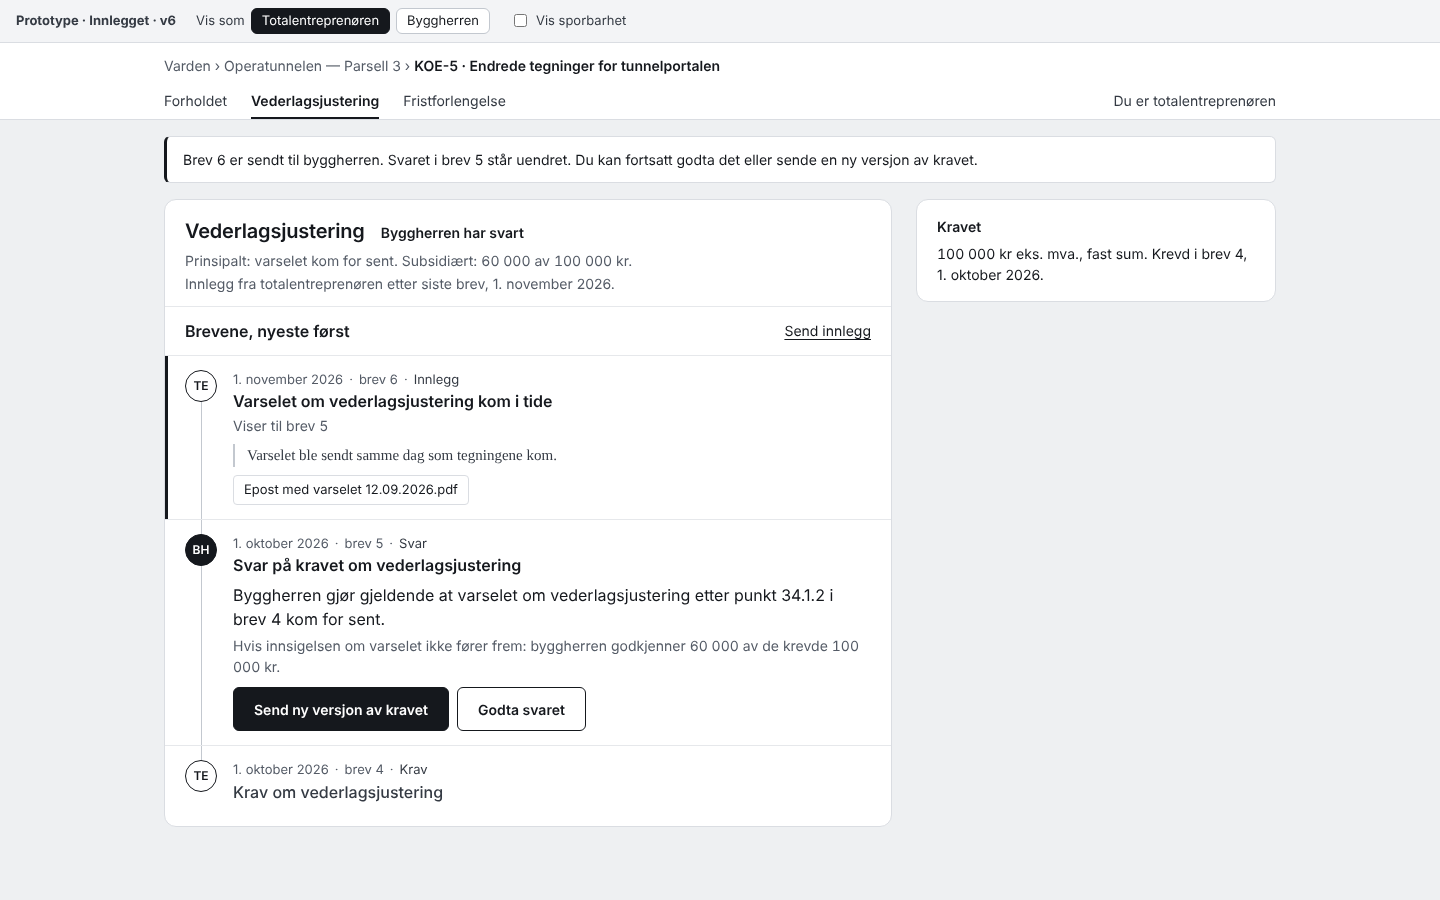 Prototype · Innlegget · v6 Vis som Totalentreprenøren Byggherren Vis sporbarhet
Varden › Operatunnelen — Parsell 3 › KOE-5 · Endrede tegninger for tunnelportalen
Forholdet Vederlagsjustering Fristforlengelse Du er totalentreprenøren
Brev 6 er sendt til byggherren. Svaret i brev 5 står uendret. Du kan fortsatt godta det eller sende en ny versjon av kravet.
Vederlagsjustering Byggherren har svart
Prinsipalt: varselet kom for sent. Subsidiært: 60 000 av 100 000 kr.
Innlegg fra totalentreprenøren etter siste brev, 1. november 2026.
Brevene, nyeste først Send innlegg
TE 1. november 2026 · brev 6 · Innlegg
Varselet om vederlagsjustering kom i tide
Viser til brev 5
Varselet ble sendt samme dag som tegningene kom.
Epost med varselet 12.09.2026.pdf
BH 1. oktober 2026 · brev 5 · Svar
Svar på kravet om vederlagsjustering
Byggherren gjør gjeldende at varselet om vederlagsjustering etter punkt 34.1.2 i
brev 4 kom for sent.
Hvis innsigelsen om varselet ikke fører frem: byggherren godkjenner 60 000 av de krevde 100
000 kr.
Send ny versjon av kravet Godta svaret
TE 1. oktober 2026 · brev 4 · Krav
Krav om vederlagsjustering
Kravet
100 000 kr eks. mva., fast sum. Krevd i brev 4,
1. oktober 2026.